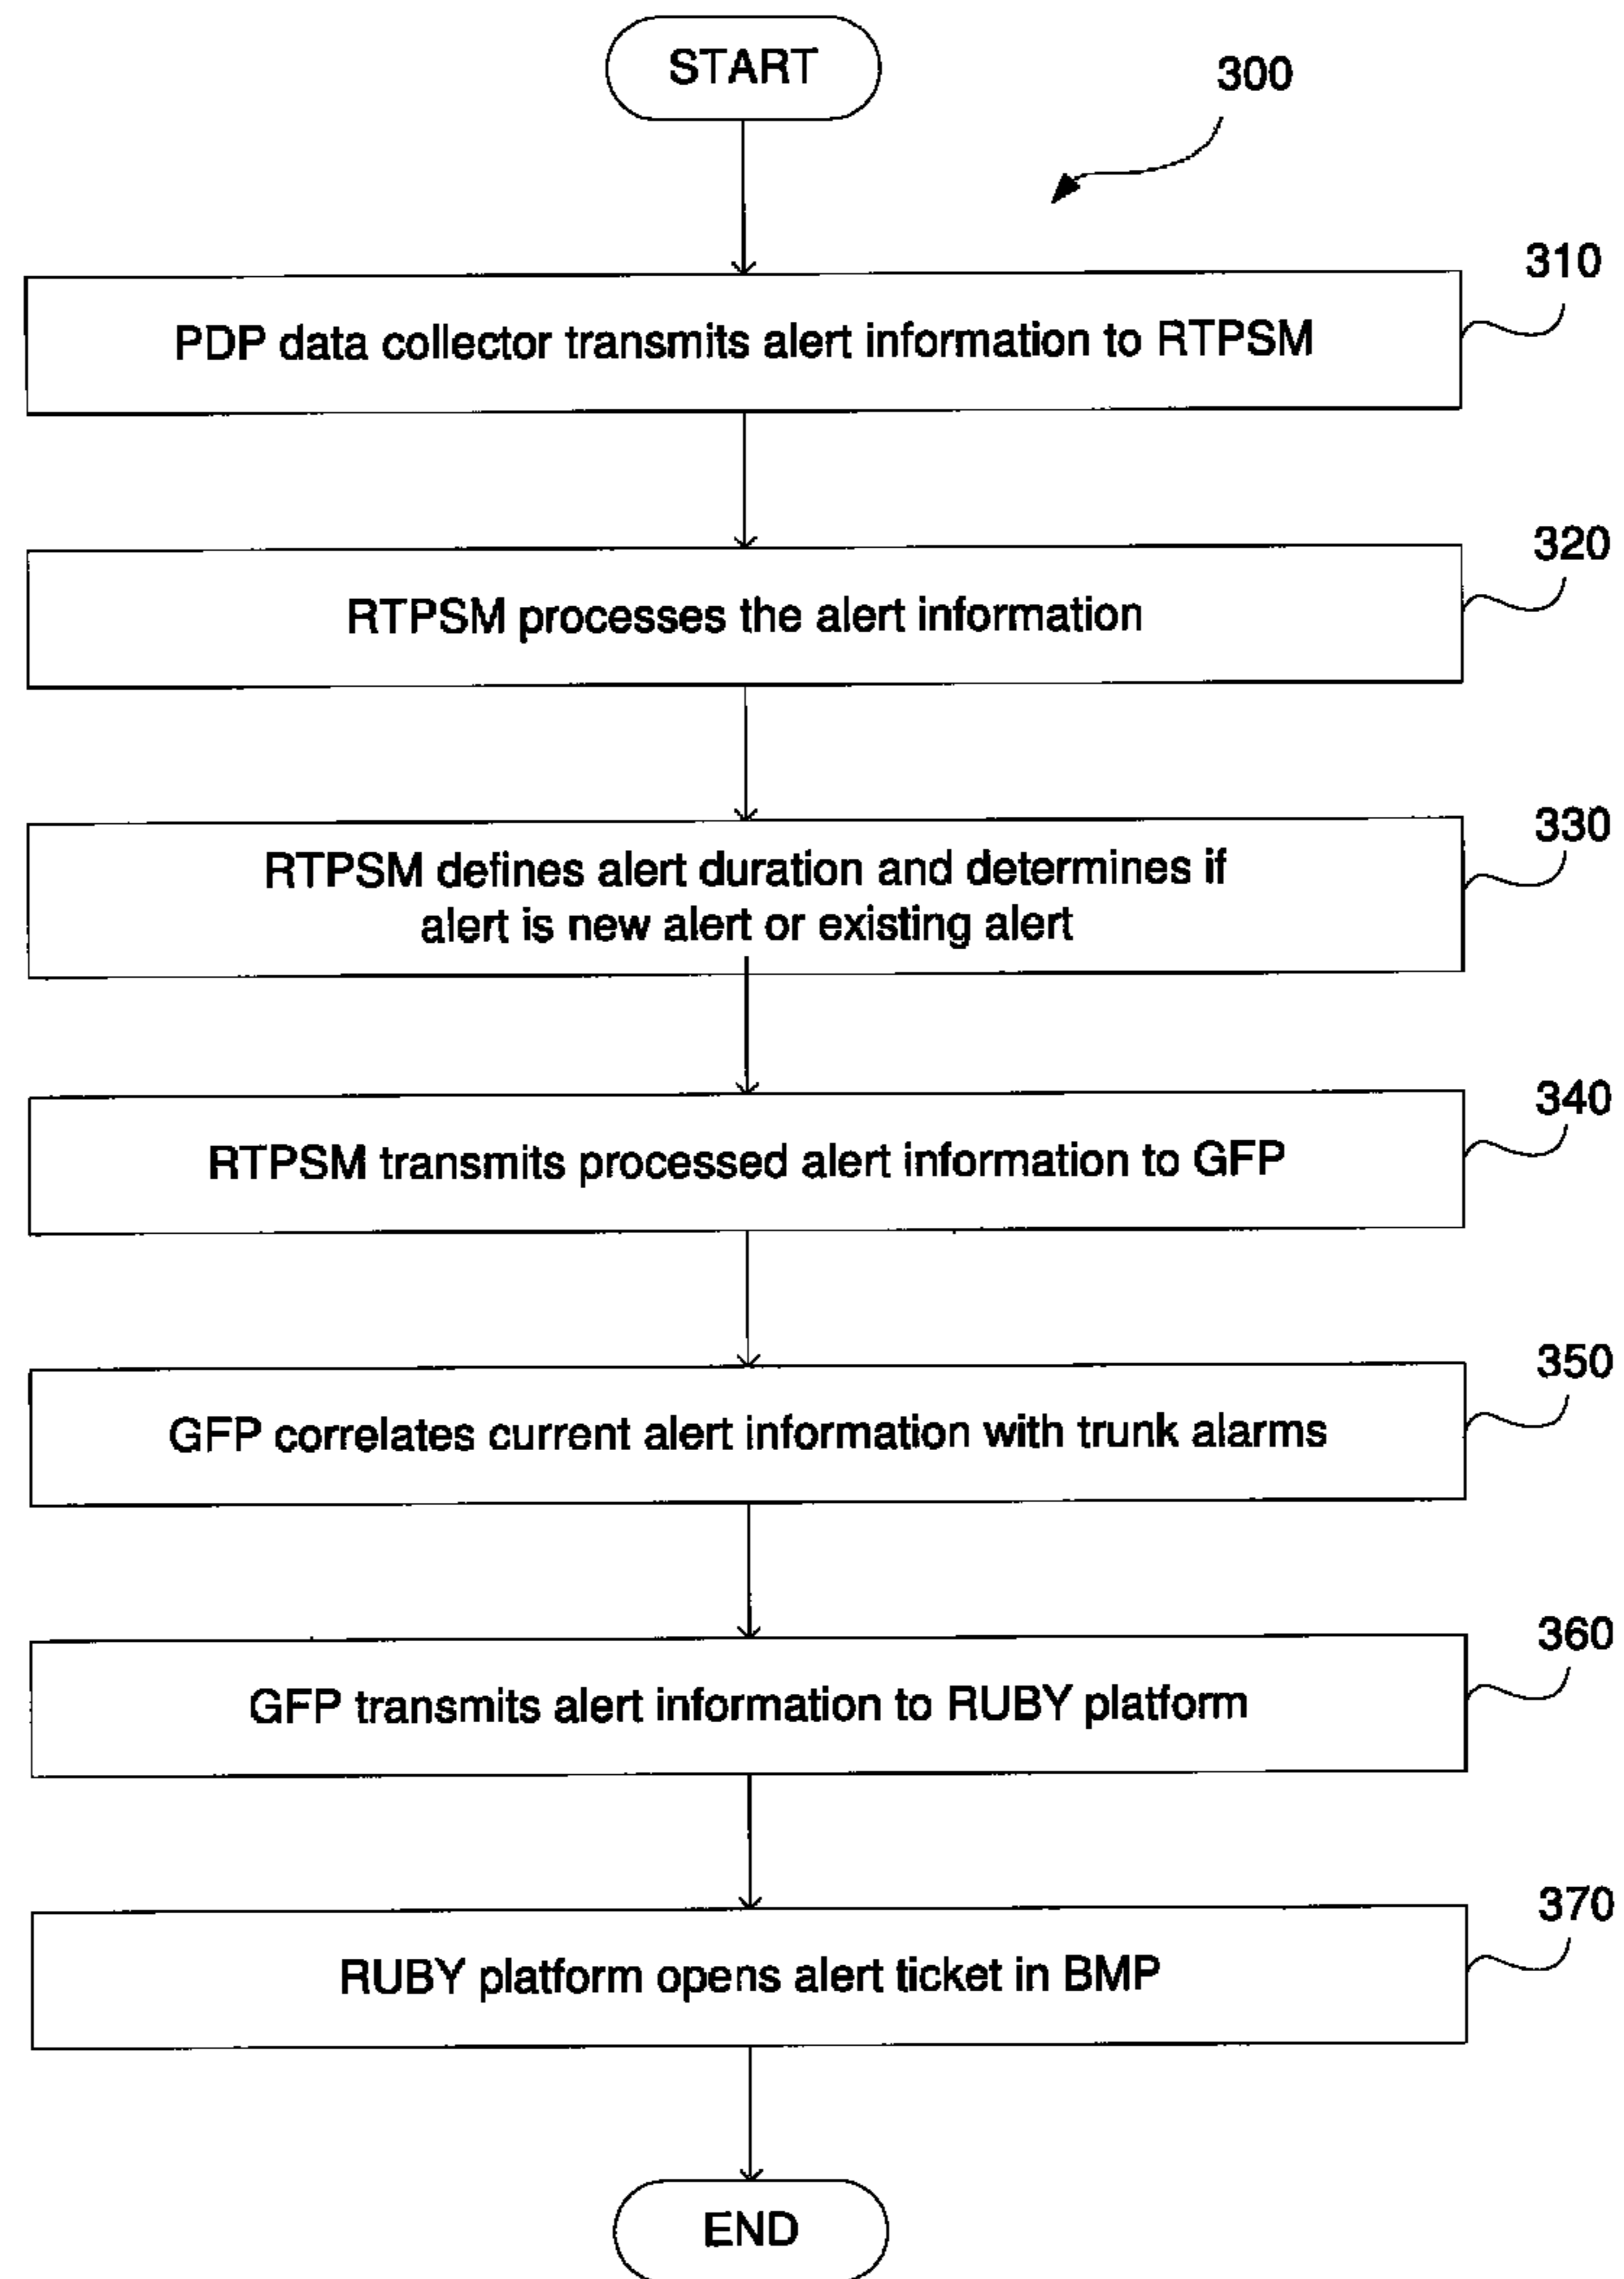 START
300
310
PDP data collector transmits alert information to RTPSM
320
RTPSM processes the alert information
330
RTPSM defines alert duration and determines if
alert is new alert or existing alert
340
RTPSM transmits processed alert information to GFP
350
GFP correlates current alert information with trunk alarms
360
GFP transmits alert information to RUBY platform
370
RUBY platform opens alert ticket in BMP
END